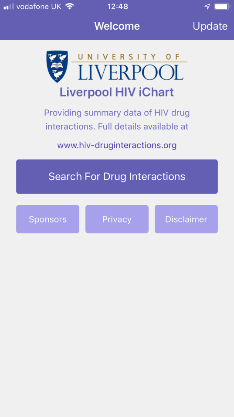 vodafone UK 12:48
Welcome Update
UNIVERSITY OF
LIVERPOOL
Liverpool HIV iChart
Providing summary data of HIV drug
interactions. Full details available at
www.hiv-druginteractions.org
Search For Drug Interactions
Sponsors Privacy Disclaimer